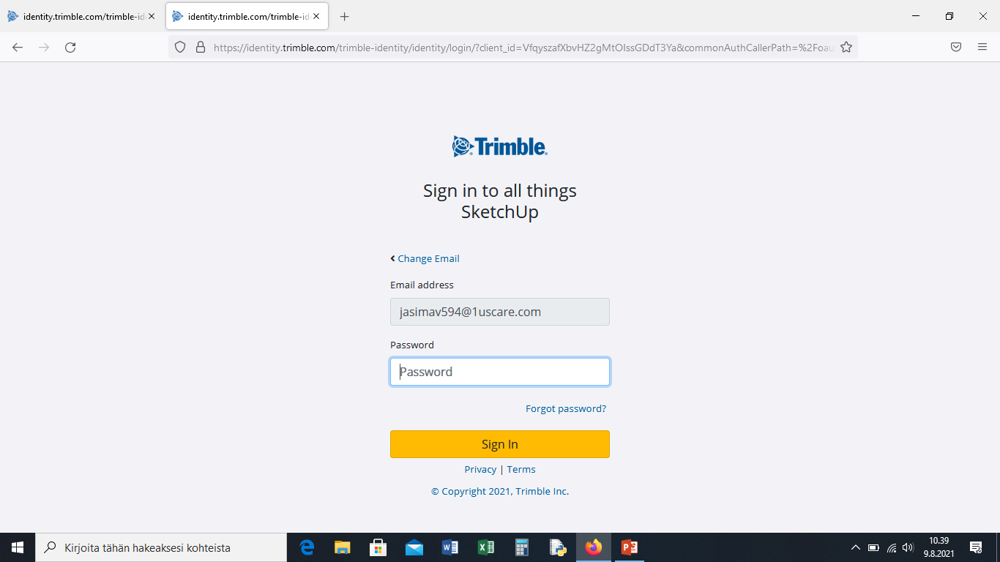 identity.trimble.com/trimble-id
identity.trimble.com/trimble-id
https://identity.trimble.com/trimble-identity/identity/login/?client_id=VfqyszafXbvHZ2gMtOIssGDdT3Ya&commonAuthCallerPath=%2Foau
Trimble
Sign in to all things
SketchUp
Change Email
Email address
jasimav594@1uscare.com
Password
Password
Forgot password?
Sign In
Privacy | Terms
© Copyright 2021, Trimble Inc.
Kirjoita tähän hakeaksesi kohteista
10.39
9.8.2021